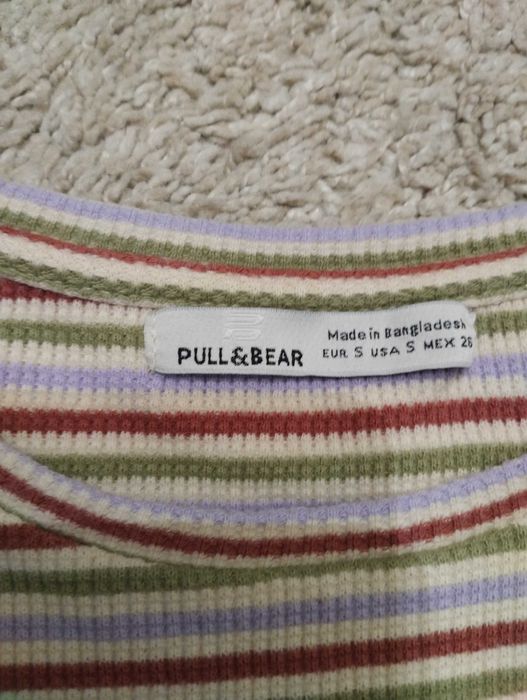 PULL&BEAR
Made in Bangladesh
EUR S USA S MEX 26